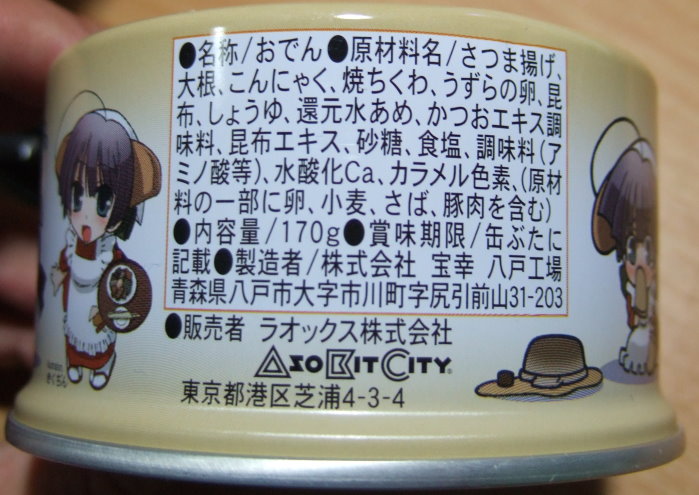 ●名称/おでん●原材料名/さつま揚げ、
大根、こんにゃく、焼ちくわ、うずらの卵、昆
布、しょうゆ、還元水あめ、かつおエキス調
味料、昆布エキス、砂糖、食塩、調味料(ア
ミノ酸等)、水酸化Ca、カラメル色素、(原材
料の一部に卵、小麦、さば、豚肉を含む)
●内容量/170g●賞味期限/缶ぶたに
記載●製造者/株式会社 宝幸 八戸工場
青森県八戸市大字市川町字尻引前山31-203
●販売者 ラオックス株式会社
ASOBITCITY
東京都港区芝浦4-3-4